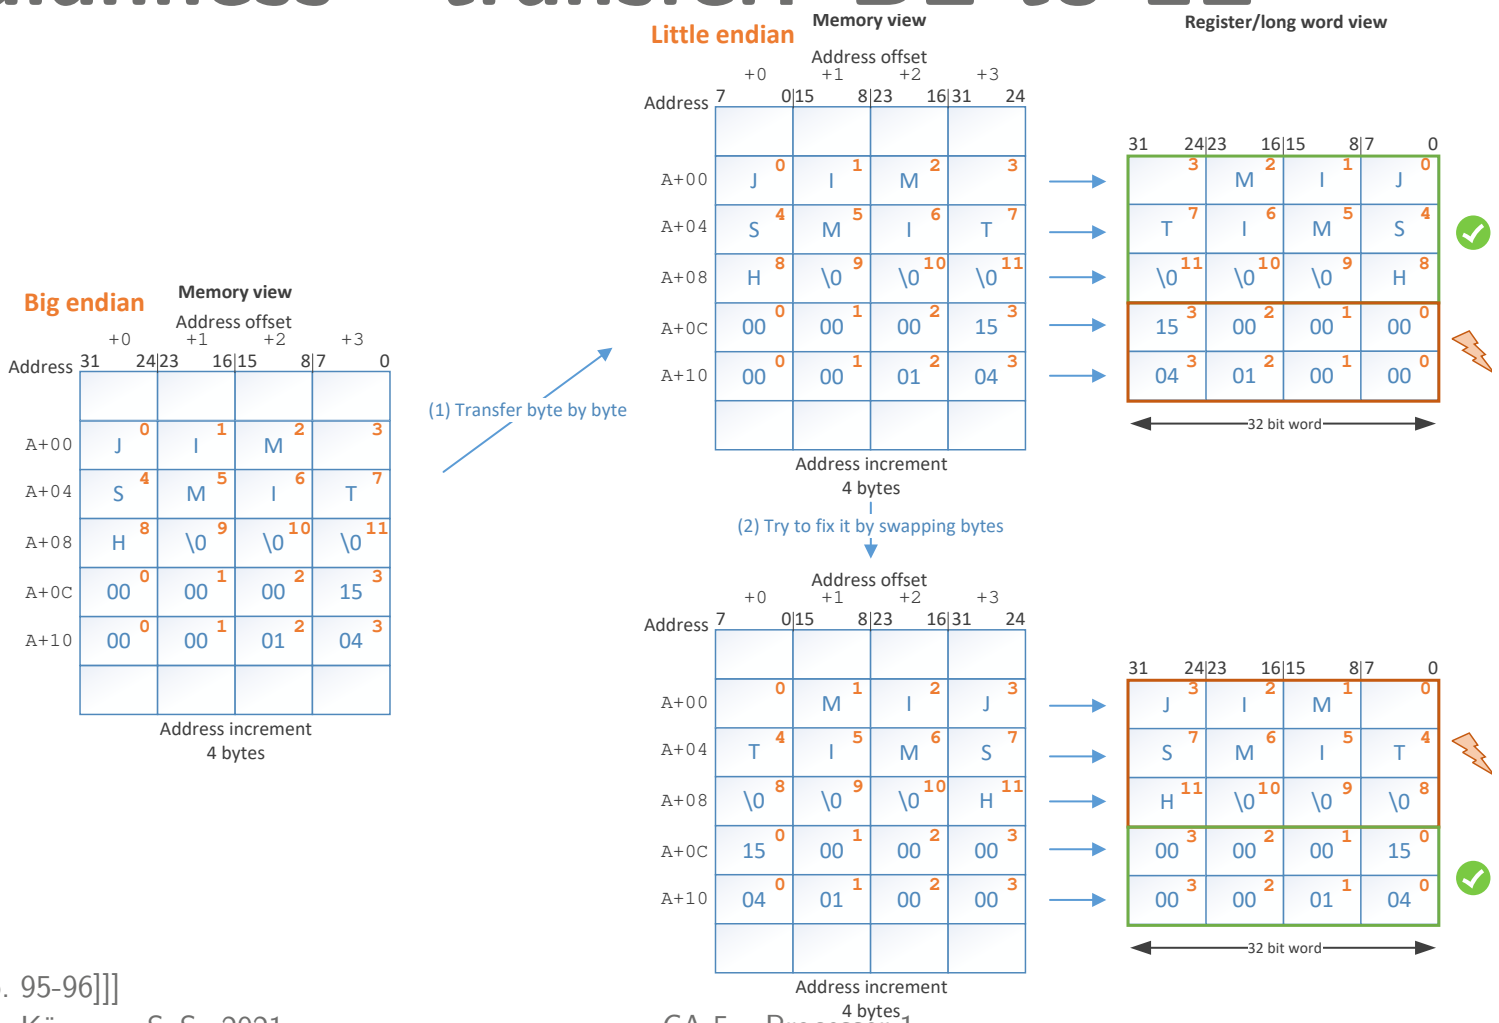 Little endian
Memory view
Register/long word view
Address offset
+0 +1 +2 +3
Address 7 0|15 8|23 16|31 24
31 24|23 16|15 8|7 0
A+00 J 0 I 1 M 2 3
3 M 2 I 1 J 0
A+04 S 4 M 5 I 6 T 7
T 7 I 6 M 5 S 4
A+08 H 8 \0 9 \0 10 \0 11
\0 11 \0 10 \0 9 H 8
A+0C 00 0 00 1 00 2 15 3
15 3 00 2 00 1 00 0
A+10 00 0 00 1 01 2 04 3
04 3 01 2 00 1 00 0
32 bit word
Address increment
4 bytes
Big endian
Memory view
Address offset
+0 +1 +2 +3
Address 31 24|23 16|15 8|7 0
A+00 J 0 I 1 M 2 3
A+04 S 4 M 5 I 6 T 7
A+08 H 8 \0 9 \0 10 \0 11
A+0C 00 0 00 1 00 2 15 3
A+10 00 0 00 1 01 2 04 3
Address increment
4 bytes
(1) Transfer byte by byte
(2) Try to fix it by swapping bytes
Address offset
+0 +1 +2 +3
Address 7 0|15 8|23 16|31 24
31 24|23 16|15 8|7 0
A+00 0 M 1 I 2 J 3
J 3 I 2 M 1 0
A+04 T 4 I 5 M 6 S 7
S 7 M 6 I 5 T 4
A+08 \0 8 \0 9 \0 10 H 11
H 11 \0 10 \0 9 \0 8
A+0C 15 0 00 1 00 2 00 3
00 3 00 2 00 1 15 0
A+10 04 0 01 1 00 2 00 3
00 3 00 2 01 1 04 0
32 bit word
Address increment
4 bytes
. 95-96]]]